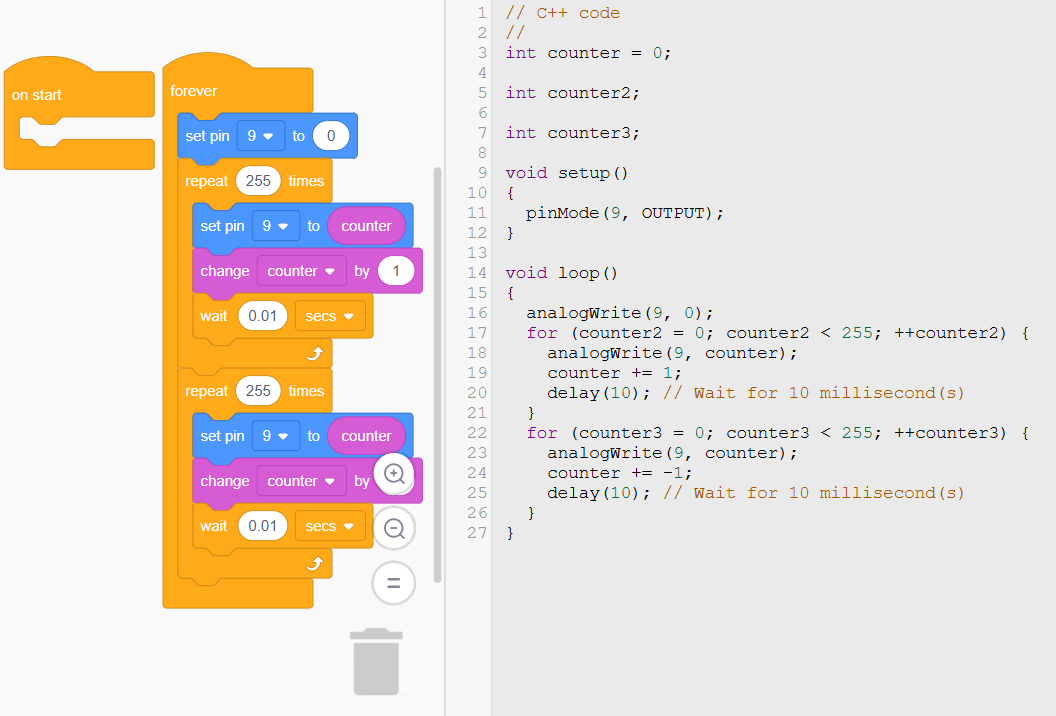 on start
forever
set pin 9 to 0
repeat 255 times
set pin 9 to counter
change counter by 1
wait 0.01 secs
repeat 255 times
set pin 9 to counter
change counter by
wait 0.01 secs
=
1 // C++ code
2 //
3 int counter = 0;
4
5 int counter2;
6
7 int counter3;
8
9 void setup()
10 {
11   pinMode(9, OUTPUT);
12 }
13
14 void loop()
15 {
16   analogWrite(9, 0);
17   for (counter2 = 0; counter2 < 255; ++counter2) {
18     analogWrite(9, counter);
19     counter += 1;
20     delay(10); // Wait for 10 millisecond(s)
21   }
22   for (counter3 = 0; counter3 < 255; ++counter3) {
23     analogWrite(9, counter);
24     counter += -1;
25     delay(10); // Wait for 10 millisecond(s)
26   }
27 }